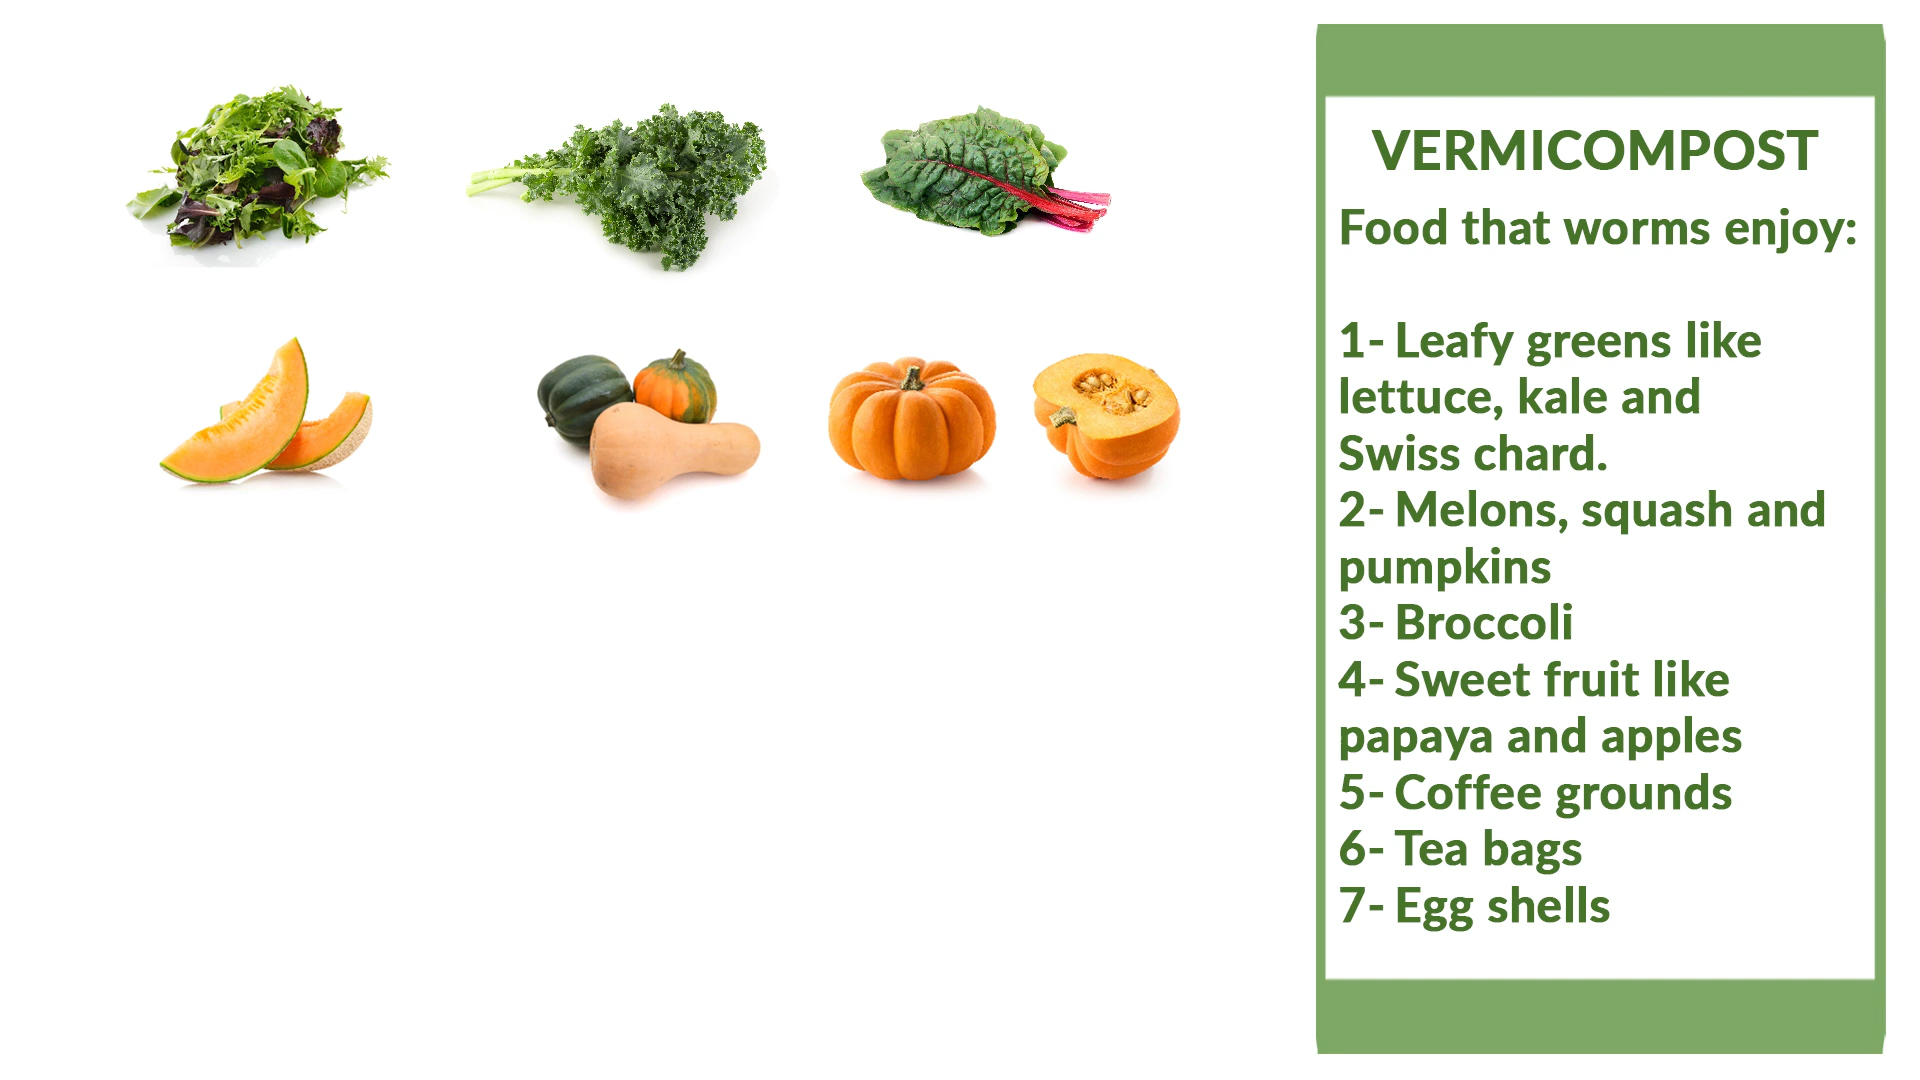 VERMICOMPOST
Food that worms enjoy:
1- Leafy greens like
lettuce, kale and
Swiss chard.
2- Melons, squash and
pumpkins
3- Broccoli
4- Sweet fruit like
papaya and apples
5- Coffee grounds
6- Tea bags
7- Egg shells